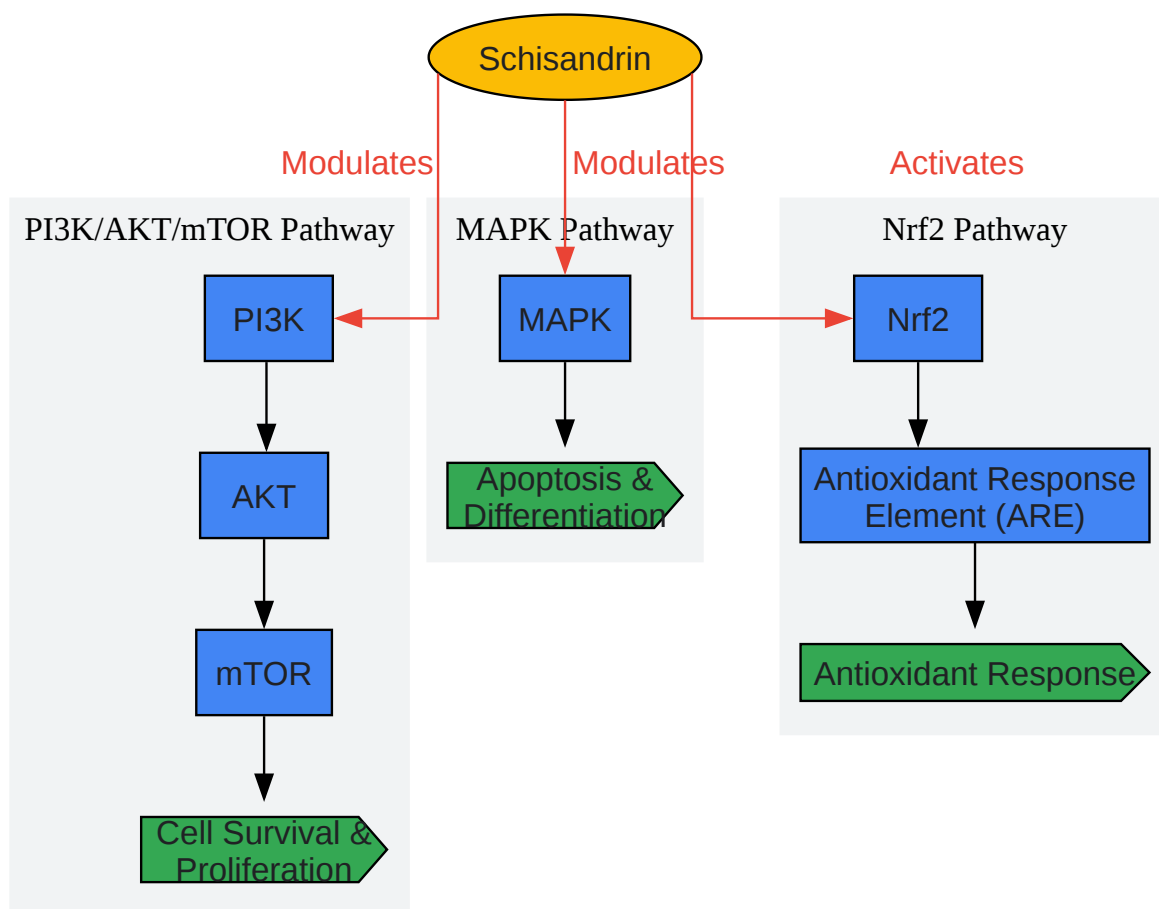 Schisandrin
Modulates
Modulates
Activates
PI3K/AKT/mTOR Pathway
MAPK Pathway
Nrf2 Pathway
PI3K
MAPK
Nrf2
AKT
Apoptosis &
Differentiation
Antioxidant Response
Element (ARE)
mTOR
Antioxidant Response
Cell Survival &
Proliferation